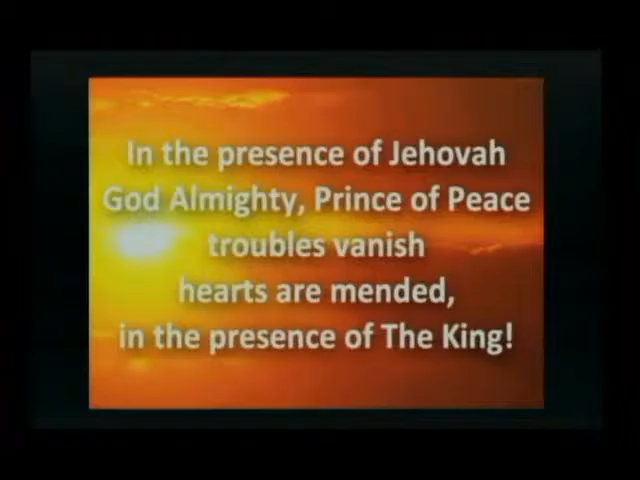 In the presence of Jehovah
God Almighty, Prince of Peace
troubles vanish
hearts are mended,
in the presence of The King!